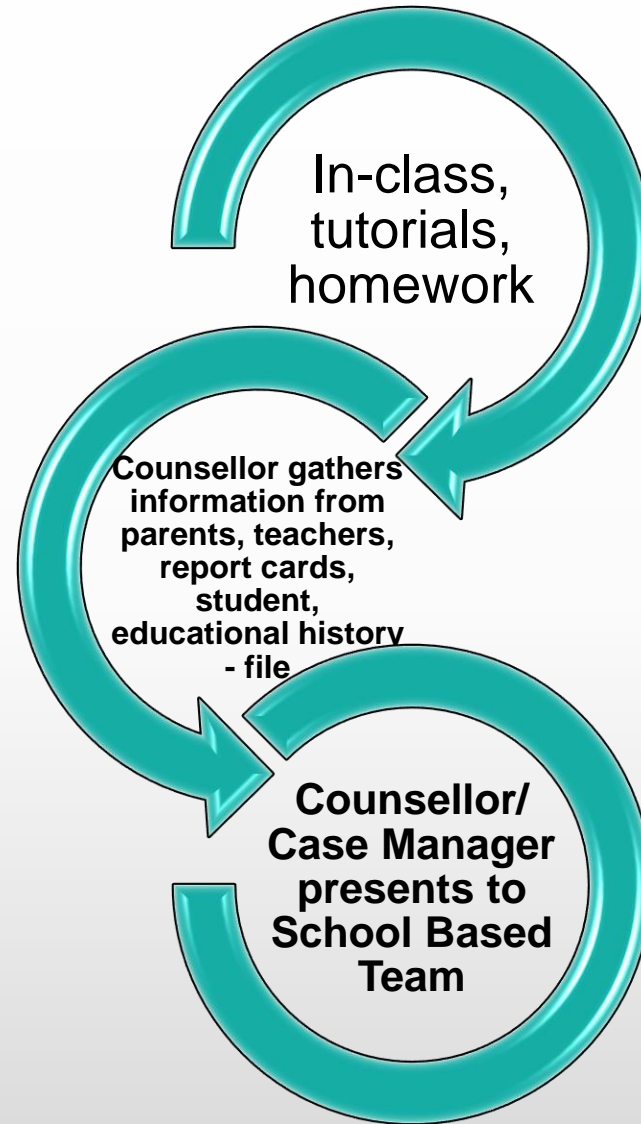 In-class,
tutorials,
homework
Counsellor gathers
information from
parents, teachers,
report cards,
student,
educational history
- file
Counsellor/
Case Manager
presents to
School Based
Team